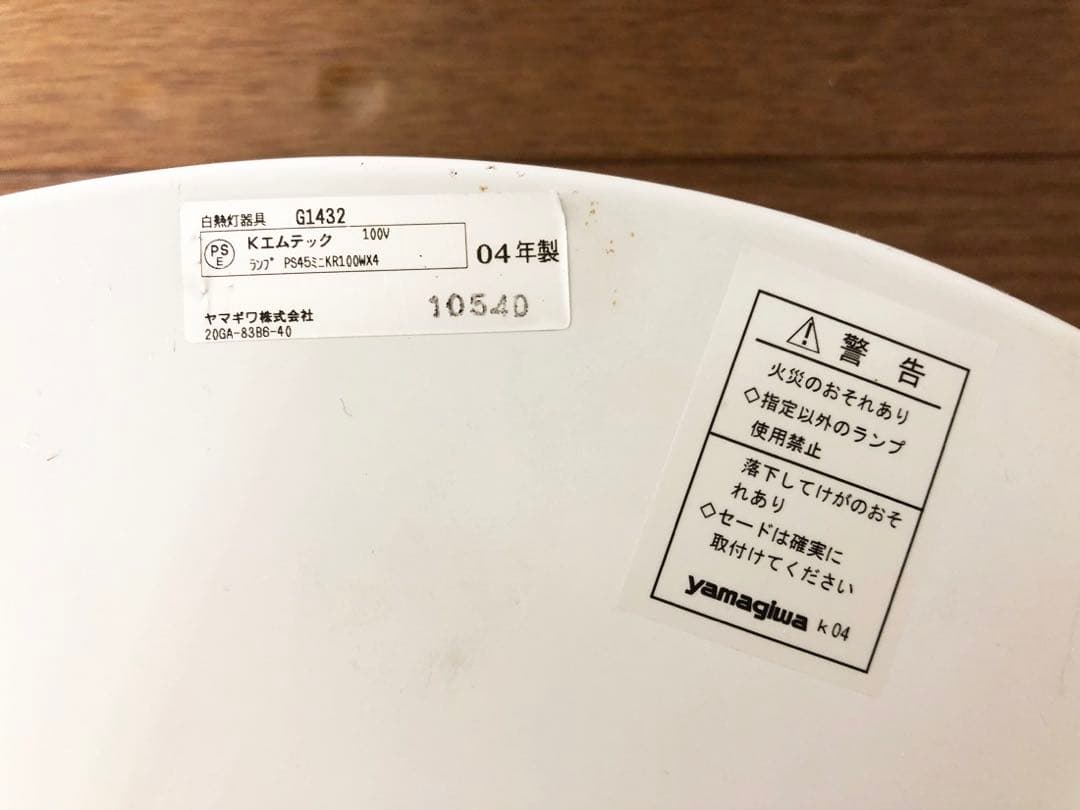 白熱灯器具 G1432
PS
E
Kエムテック 100V
ランプ PS45ミニKR100WX4
04年製
10540
ヤマギワ株式会社
20GA-83B6-40
警告
火災のおそれあり
◇指定以外のランプ
使用禁止
落下してけがのおそ
れあり
◇セードは確実に
取付けてください
yamagiwa k04